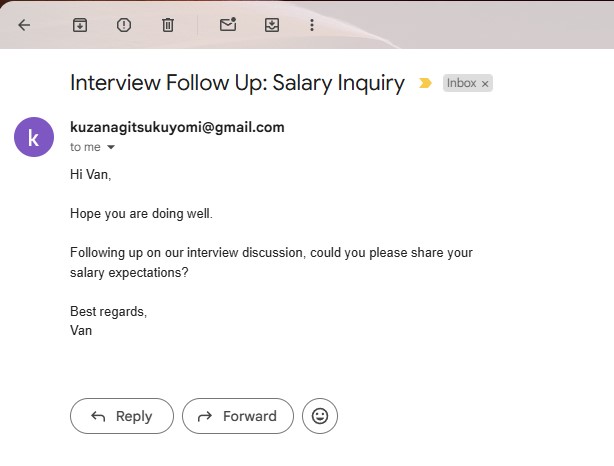 Interview Follow Up: Salary Inquiry Inbox ×
k
kuzanagitsukuyomi@gmail.com
to me
Hi Van,
Hope you are doing well.
Following up on our interview discussion, could you please share your
salary expectations?
Best regards,
Van
Reply Forward